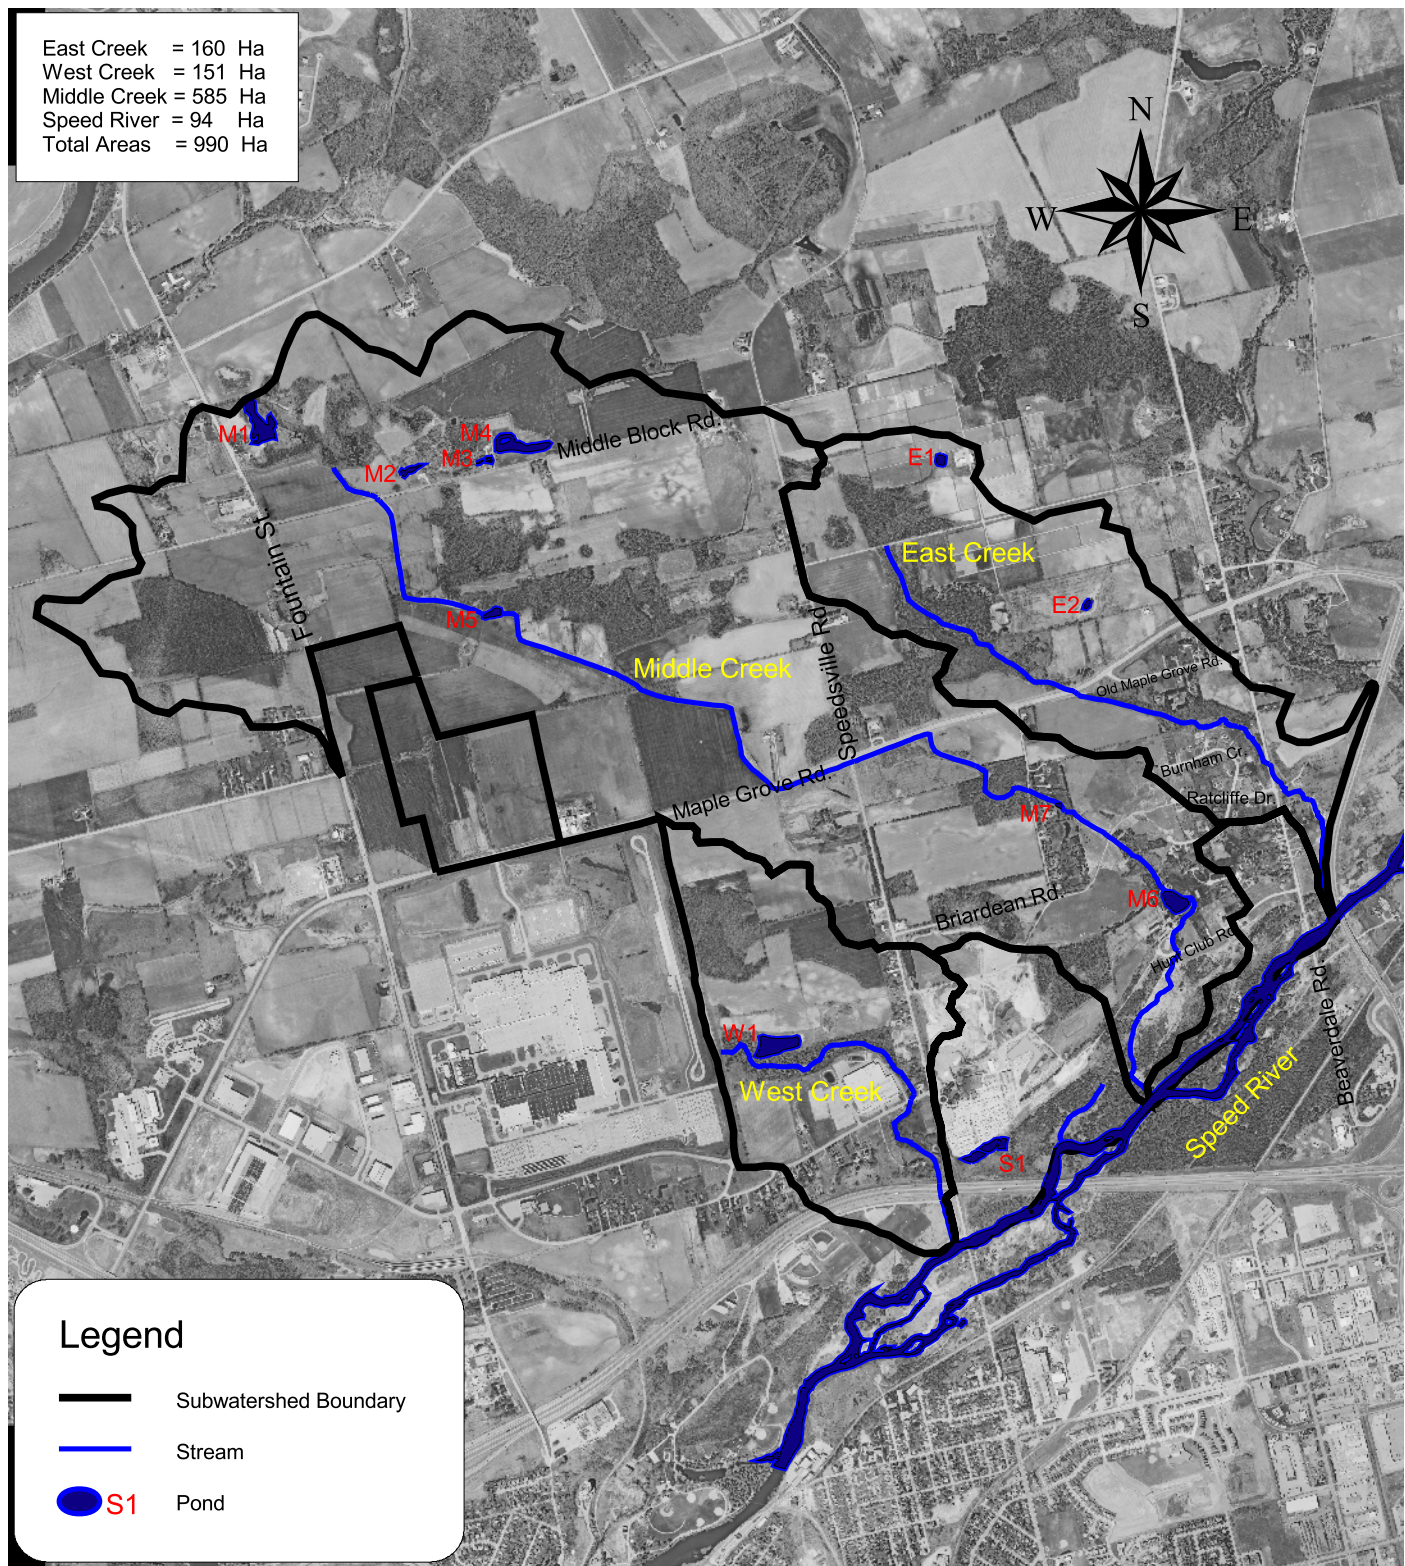 East Creek = 160 Ha
West Creek = 151 Ha
Middle Creek = 585 Ha
Speed River = 94 Ha
Total Areas = 990 Ha
N
W
E
S
M1
M4
M3
M2
Middle Block Rd.
E1
Fountain St.
East Creek
E2
M5
Middle Creek
Speedsville Rd.
Old Maple Grove Rd.
Burnham Cr.
Maple Grove Rd.
Ratcliffe Dr.
M7
Briardean Rd.
M6
Hunt Club Rd.
W1
West Creek
Beaverdale Rd.
Speed River
S1
Legend
Subwatershed Boundary
Stream
S1 Pond